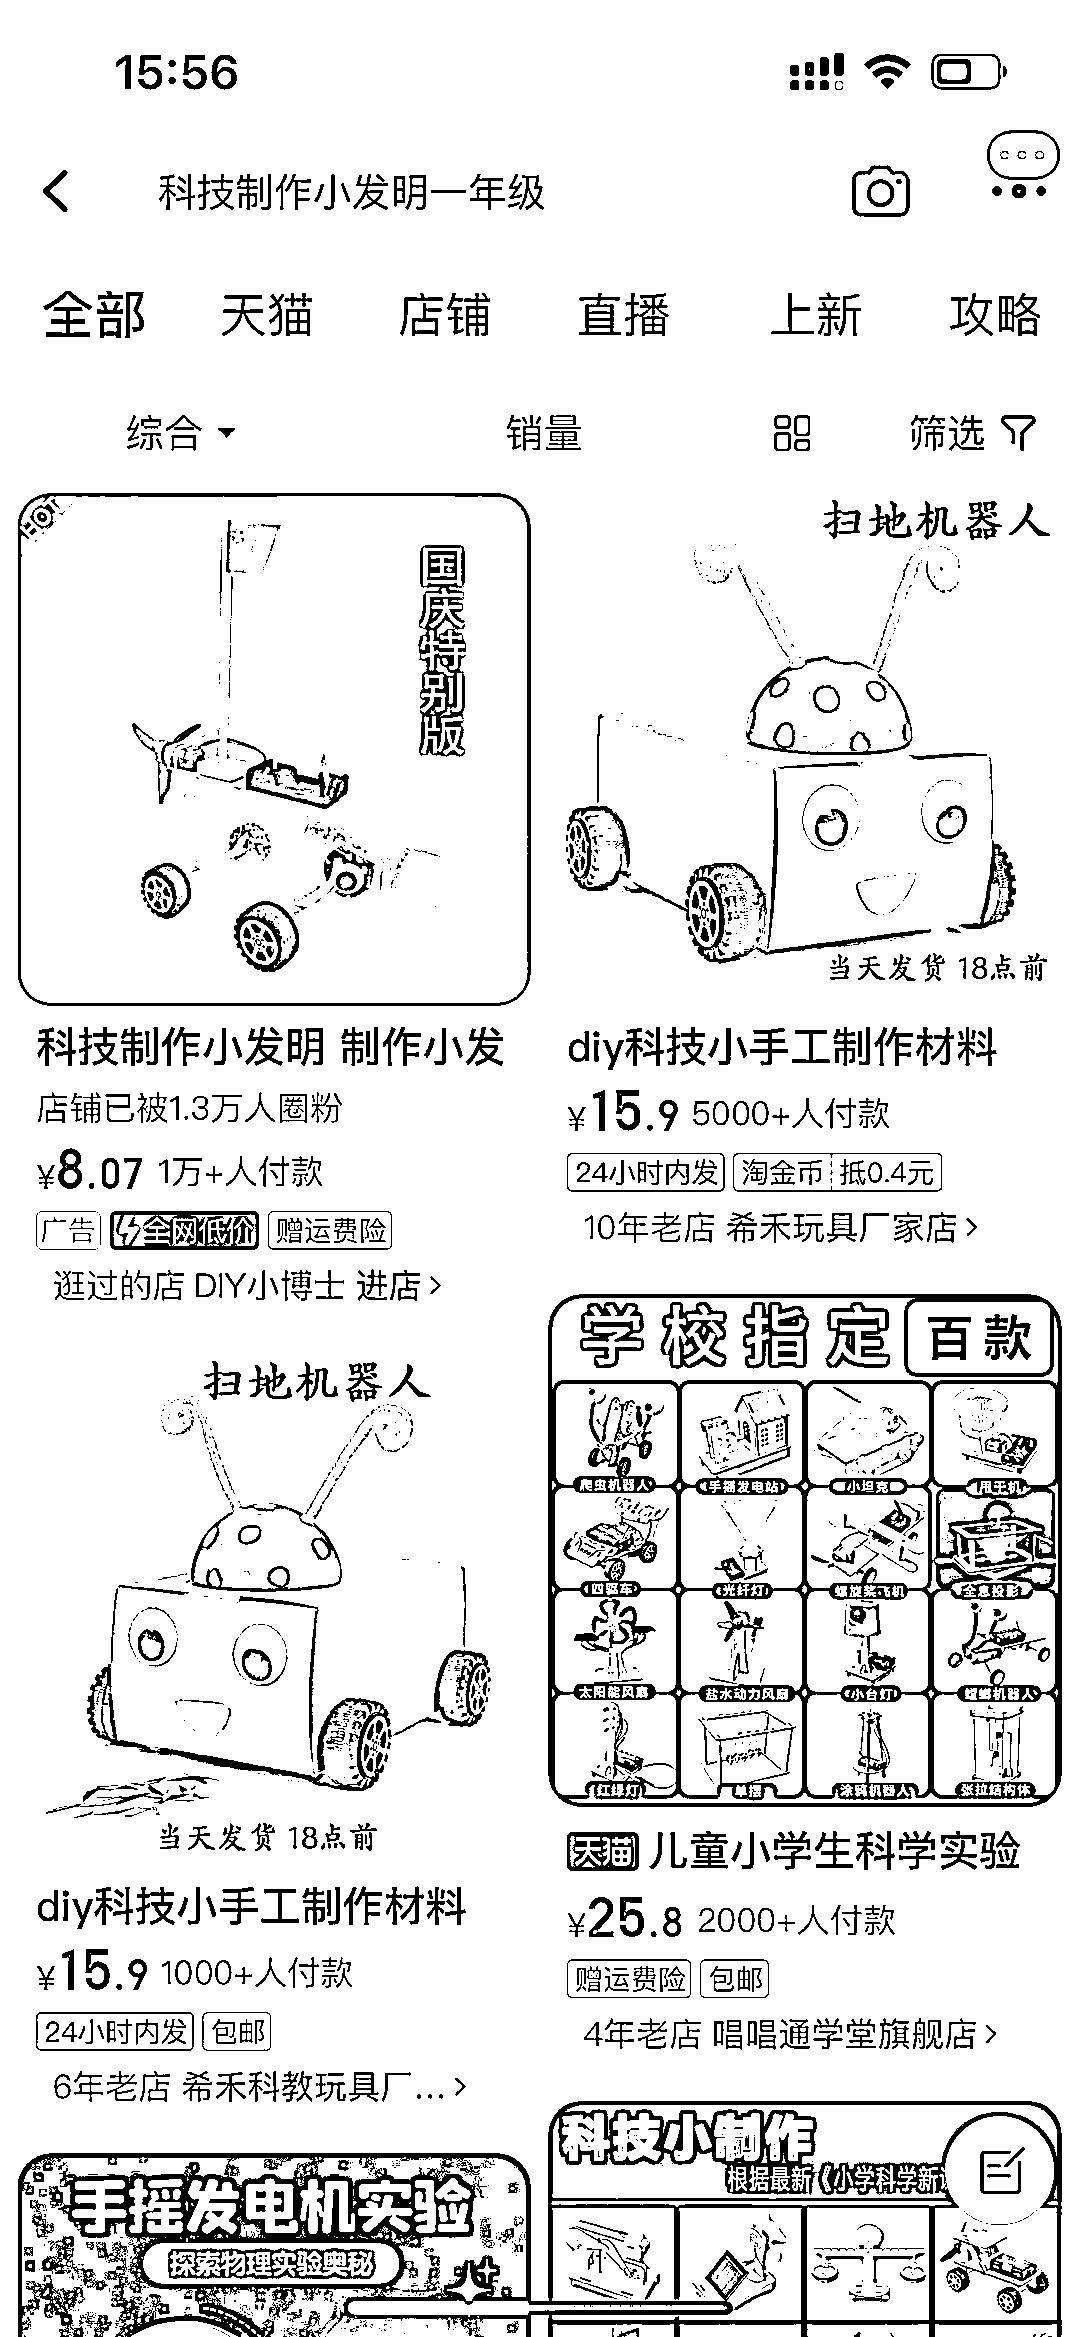 15:56
科技制作小发明一年级
全部 天猫 店铺 直播 上新 攻略
综合 销量 筛选
HOT
国庆特别版
科技制作小发明 制作小发
店铺已被1.3万人圈粉
¥8.07 1万+人付款
广告 全网低价 赠运费险
逛过的店 DIY小博士 进店
扫地机器人
当天发货 18点前
diy科技小手工制作材料
¥15.9 5000+人付款
24小时内发 淘金币 抵0.4元
10年老店 希禾玩具厂家店
扫地机器人
当天发货 18点前
diy科技小手工制作材料
¥15.9 1000+人付款
24小时内发 包邮
6年老店 希禾科教玩具厂...
学校指定 百款
爬虫机器人 手摇发电站 小坦克
四驱车 光纤灯 螺旋桨飞机 全息投影
太阳能风扇 盐水动力风扇 小台灯 螳螂机器人
红绿灯 单摆 涂鸦机器人 张拉结构体
天猫 儿童小学生科学实验
¥25.8 2000+人付款
赠运费险 包邮
4年老店 唱唱通学堂旗舰店
手摇发电机实验
探索物理实验奥秘
科技小制作
根据最新《小学科学新